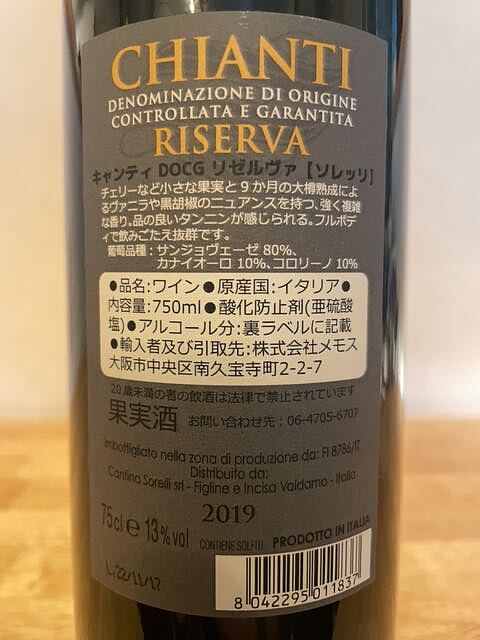 CHIANTI
DENOMINAZIONE DI ORIGINE
CONTROLLATA E GARANTITA
RISERVA
キャンティ DOCG リゼルヴァ【ソレッリ】
チェリーなど小さな果実と9か月の大樽熟成によ
るヴァニラや黒胡椒のニュアンスを持つ、強く複雑
な香り。品の良いタンニンが感じられる。フルボデ
ィで飲みごたえ抜群です。
葡萄品種：サンジョヴェーゼ 80%、
カナイオーロ 10%、コロリーノ 10%
●品名:ワイン●原産国:イタリア●
内容量:750ml●酸化防止剤(亜硫酸
塩)●アルコール分:裏ラベルに記載
●輸入者及び引取先:株式会社メモス
大阪市中央区南久宝寺町2-2-7
20歳未満の者の飲酒は法律で禁止されています
果実酒 お問い合わせ先：06-4705-6707
Imbottigliato nella zona di produzione da: FI 8786/IT
Distribuito da:
Cantina Sorelli srl - Figline e Incisa Valdarno - Italia
2019
75cl e 13% vol CONTIENE SOLFITI PRODOTTO IN ITALIA
L:22/11/17
8 042295 011837